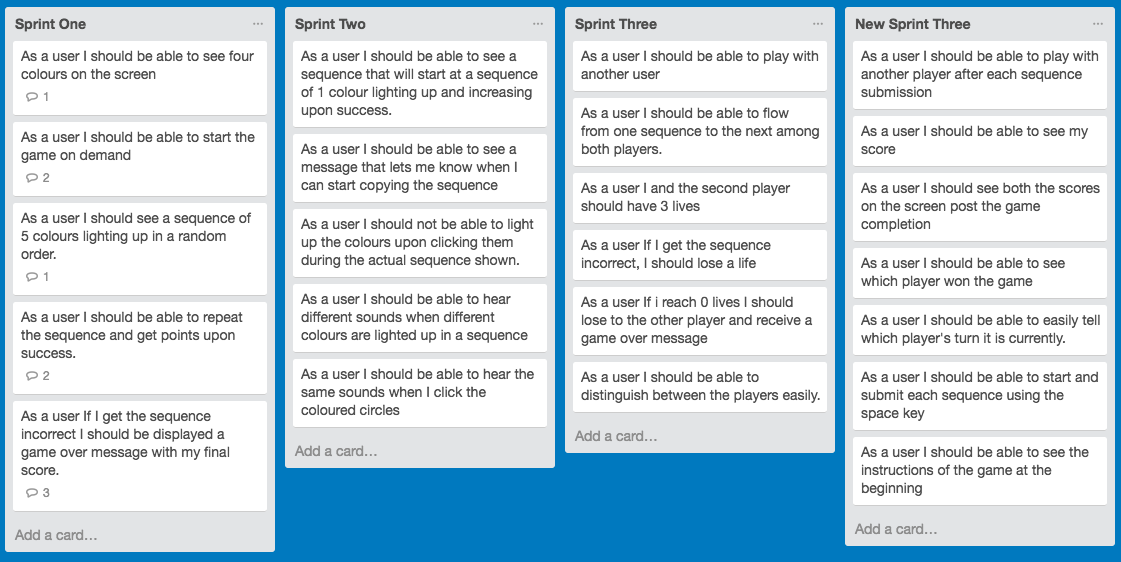 Sprint One
...
As a user I should be able to see four
colours on the screen
1
As a user I should be able to start the
game on demand
2
As a user I should see a sequence of
5 colours lighting up in a random
order.
1
As a user I should be able to repeat
the sequence and get points upon
success.
2
As a user If I get the sequence
incorrect I should be displayed a
game over message with my final
score.
3
Add a card...
Sprint Two
...
As a user I should be able to see a
sequence that will start at a sequence
of 1 colour lighting up and increasing
upon success.
As a user I should be able to see a
message that lets me know when I
can start copying the sequence
As a user I should not be able to light
up the colours upon clicking them
during the actual sequence shown.
As a user I should be able to hear
different sounds when different
colours are lighted up in a sequence
As a user I should be able to hear the
same sounds when I click the
coloured circles
Add a card...
Sprint Three
...
As a user I should be able to play with
another user
As a user I should be able to flow
from one sequence to the next among
both players.
As a user I and the second player
should have 3 lives
As a user If I get the sequence
incorrect, I should lose a life
As a user If i reach 0 lives I should
lose to the other player and receive a
game over message
As a user I should be able to
distinguish between the players easily.
Add a card...
New Sprint Three
...
As a user I should be able to play with
another player after each sequence
submission
As a user I should be able to see my
score
As a user I should see both the scores
on the screen post the game
completion
As a user I should be able to see
which player won the game
As a user I should be able to easily tell
which player's turn it is currently.
As a user I should be able to start and
submit each sequence using the
space key
As a user I should be able to see the
instructions of the game at the
beginning
Add a card...